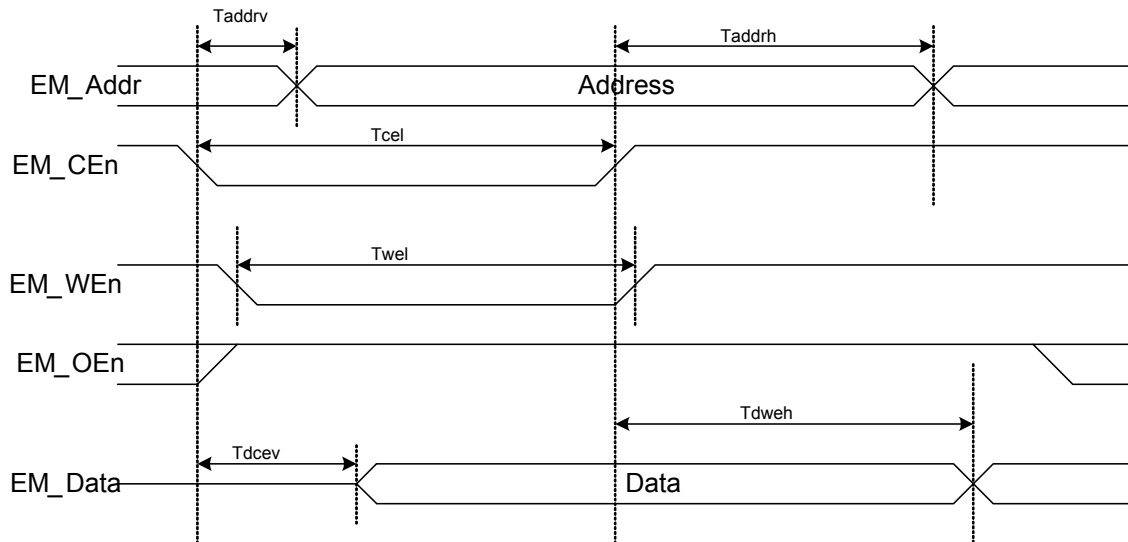 Taddrv
Taddrh
EM_Addr
Address
Tcel
EM_CEn
Twel
EM_WEn
EM_OEn
Tdweh
Tdcev
EM_Data
Data